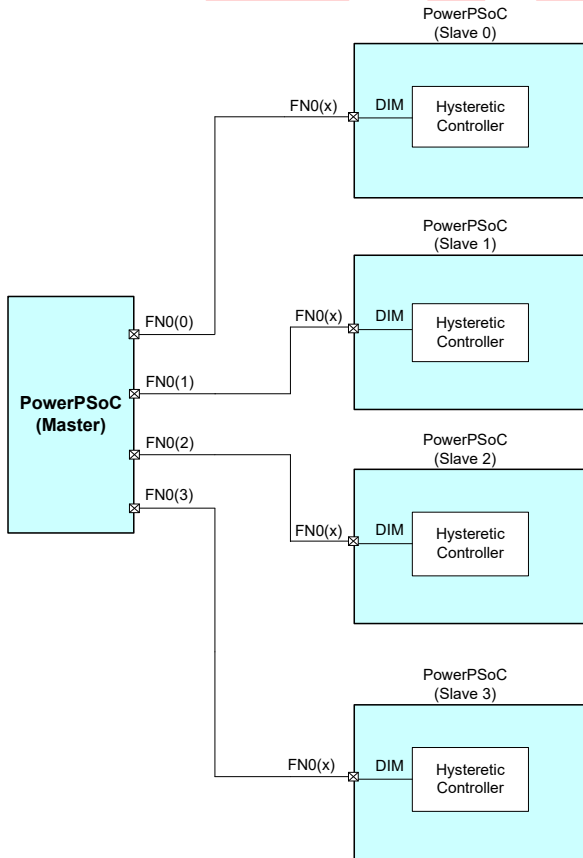 PowerPSoC
(Slave 0)
FN0(x)
DIM
Hysteretic
Controller
PowerPSoC
(Slave 1)
FN0(x)
DIM
Hysteretic
Controller
FN0(0)
FN0(1)
PowerPSoC
(Master)
FN0(2)
FN0(3)
PowerPSoC
(Slave 2)
FN0(x)
DIM
Hysteretic
Controller
PowerPSoC
(Slave 3)
FN0(x)
DIM
Hysteretic
Controller